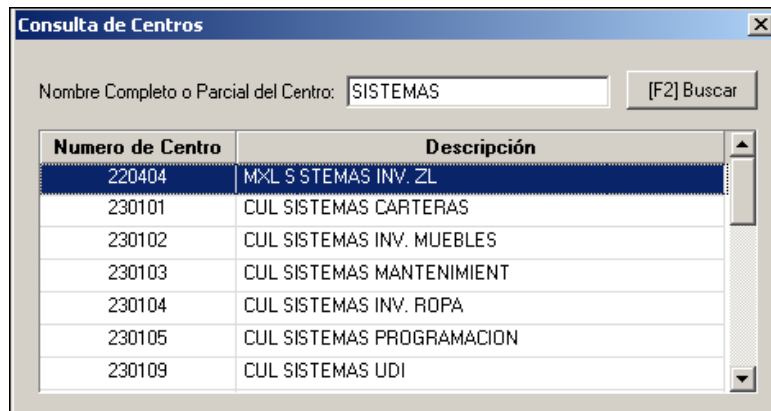 Consulta de Centros
Nombre Completo o Parcial del Centro: SISTEMAS [F2] Buscar
Numero de Centro Descripción
220404 MXL S STEMAS INV. ZL
230101 CUL SISTEMAS CARTERAS
230102 CUL SISTEMAS INV. MUEBLES
230103 CUL SISTEMAS MANTENIMIENT
230104 CUL SISTEMAS INV. ROPA
230105 CUL SISTEMAS PROGRAMACION
230109 CUL SISTEMAS UDI